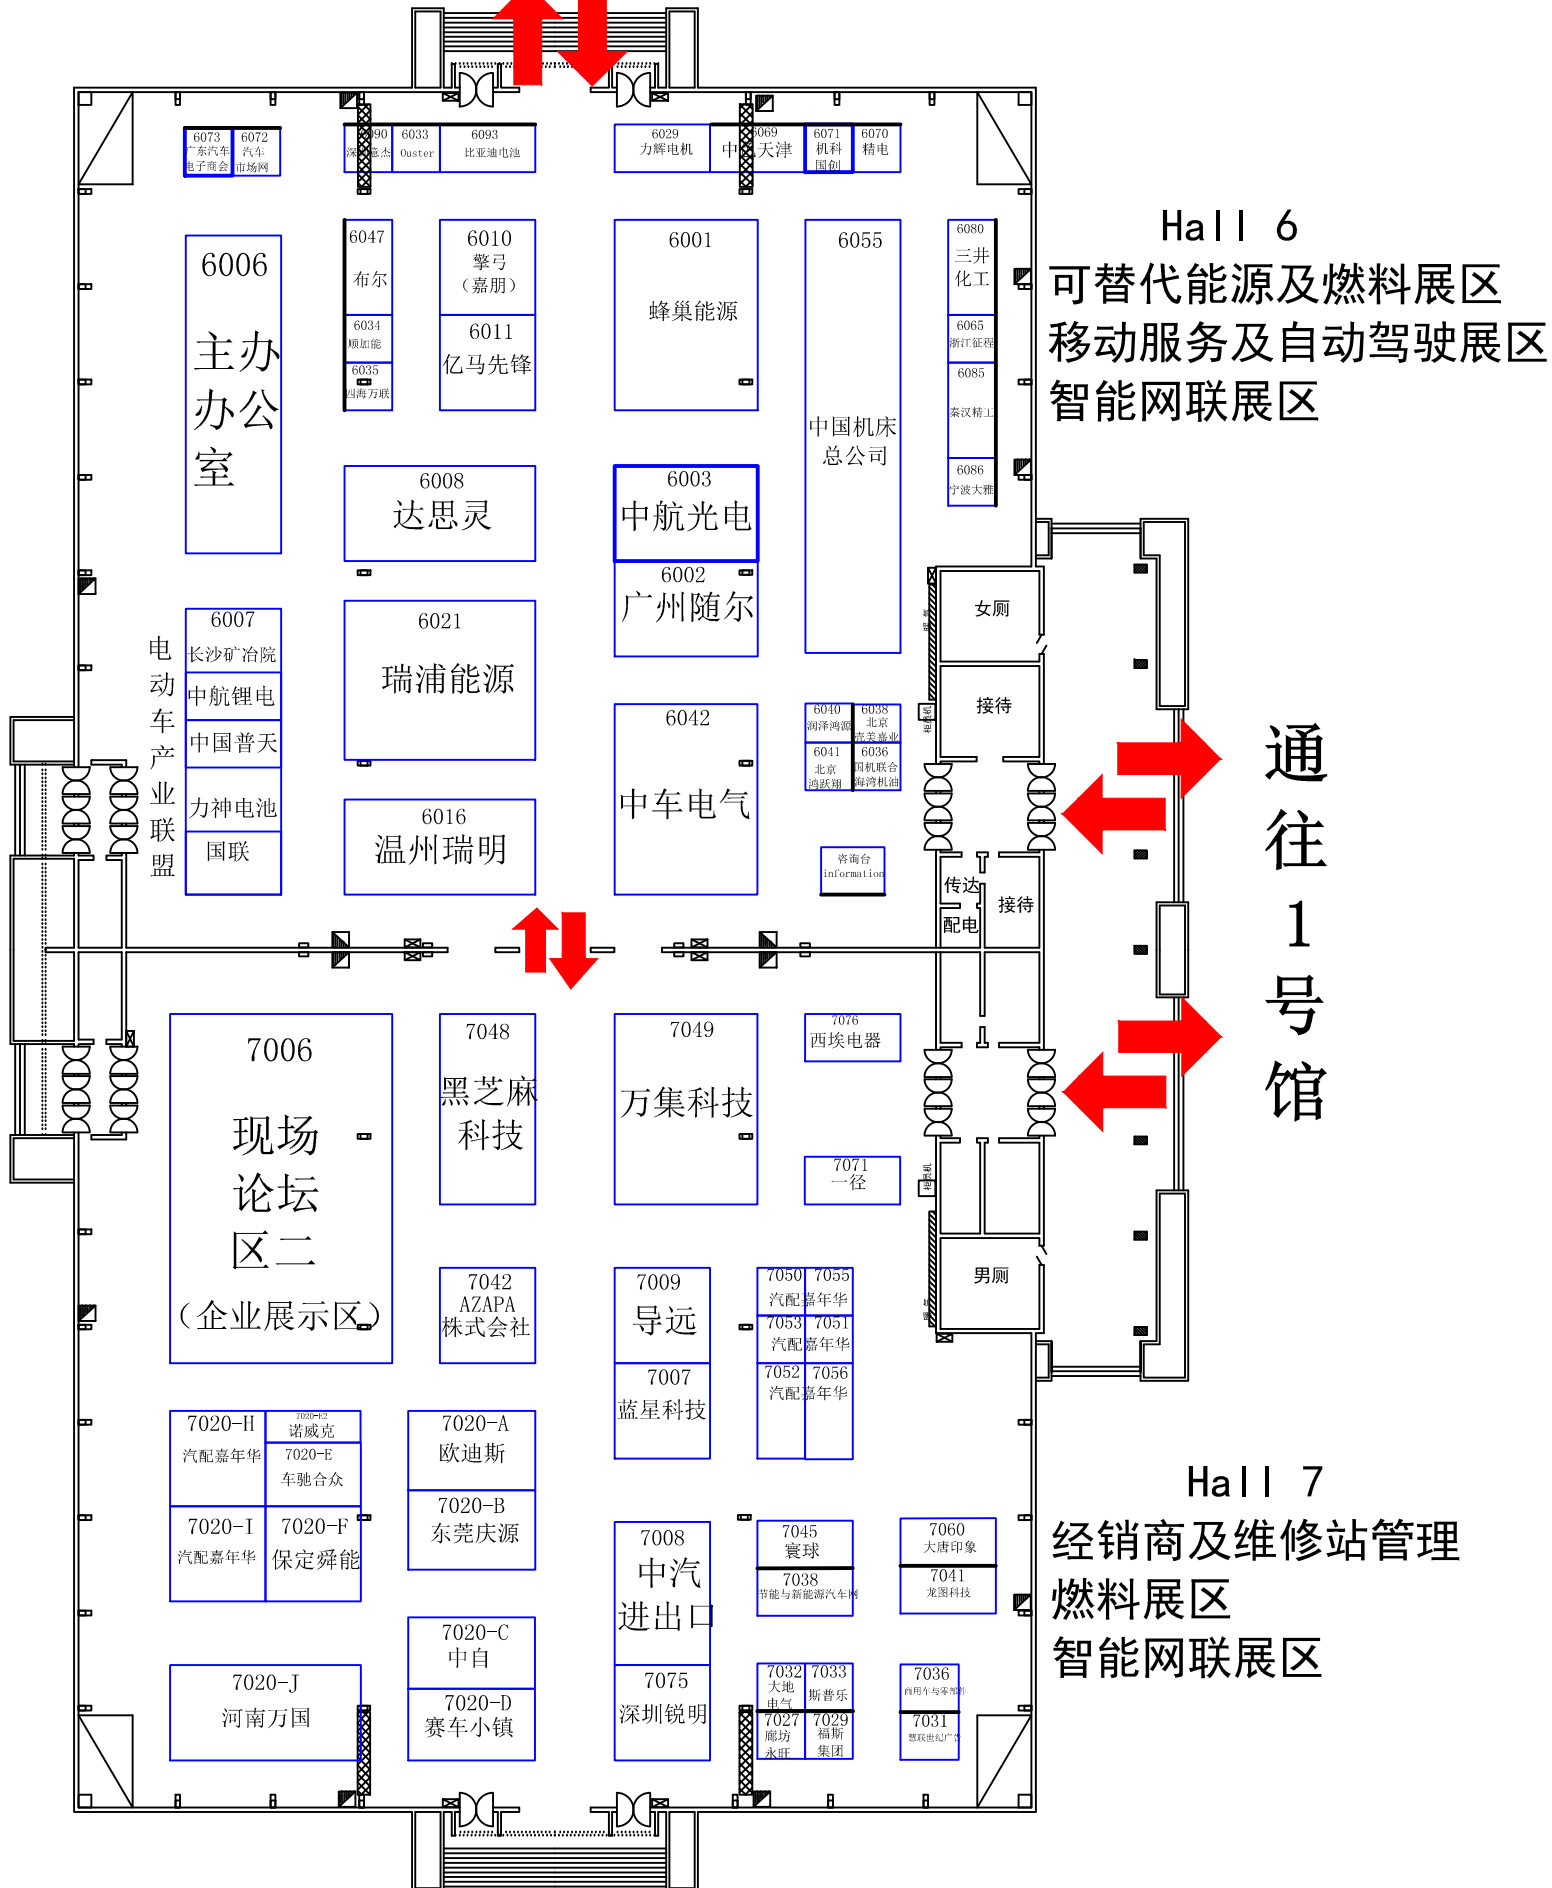 6073
广东汽车
电子商会
6072
汽车
市场网
6033
Ouster
6093
比亚迪电池
6029
力辉电机
6069
天津
6071
机科
国创
6070
精电
6006
主办
办公
室
6047
布尔
6034
顺加能
6035
四海万联
6010
擎弓
（嘉朋）
6011
亿马先锋
6001
蜂巢能源
6055
中国机床
总公司
6080
三井
化工
6065
浙江征程
6085
秦汉精工
6086
宁波大雅
Hall 6
可替代能源及燃料展区
移动服务及自动驾驶展区
智能网联展区
6008
达思灵
6003
中航光电
6002
广州随尔
电动车产业联盟
6007
长沙矿冶院
中航锂电
中国普天
力神电池
国联
6021
瑞浦能源
6016
温州瑞明
6042
中车电气
6040
润泽鸿源
6038
北京
亮美嘉业
6041
北京
鸿跃翔
6036
国机联合
海湾机油
咨询台
information
女厕
接待
传达
配电
接待
通往1号馆
7006
现场
论坛
区二
（企业展示区）
7048
黑芝麻
科技
7049
万集科技
7076
西埃电器
7071
一径
男厕
7042
AZAPA
株式会社
7009
导远
7007
蓝星科技
7050
7055
汽配嘉年华
7053
7051
汽配嘉年华
7052
7056
汽配嘉年华
7020-H
汽配嘉年华
7020-E2
诺威克
7020-E
车驰合众
7020-I
汽配嘉年华
7020-F
保定舜能
7020-A
欧迪斯
7020-B
东莞庆源
7020-C
中自
7020-D
赛车小镇
7020-J
河南万国
7008
中汽
进出口
7075
深圳锐明
7045
寰球
7038
节能与新能源汽车网
7060
大唐印象
7041
龙图科技
7032
大地
电气
7033
斯普乐
7027
廊坊
永旺
7029
福斯
集团
7036
商用车与零部件
7031
慧联世纪广告
Hall 7
经销商及维修站管理
燃料展区
智能网联展区